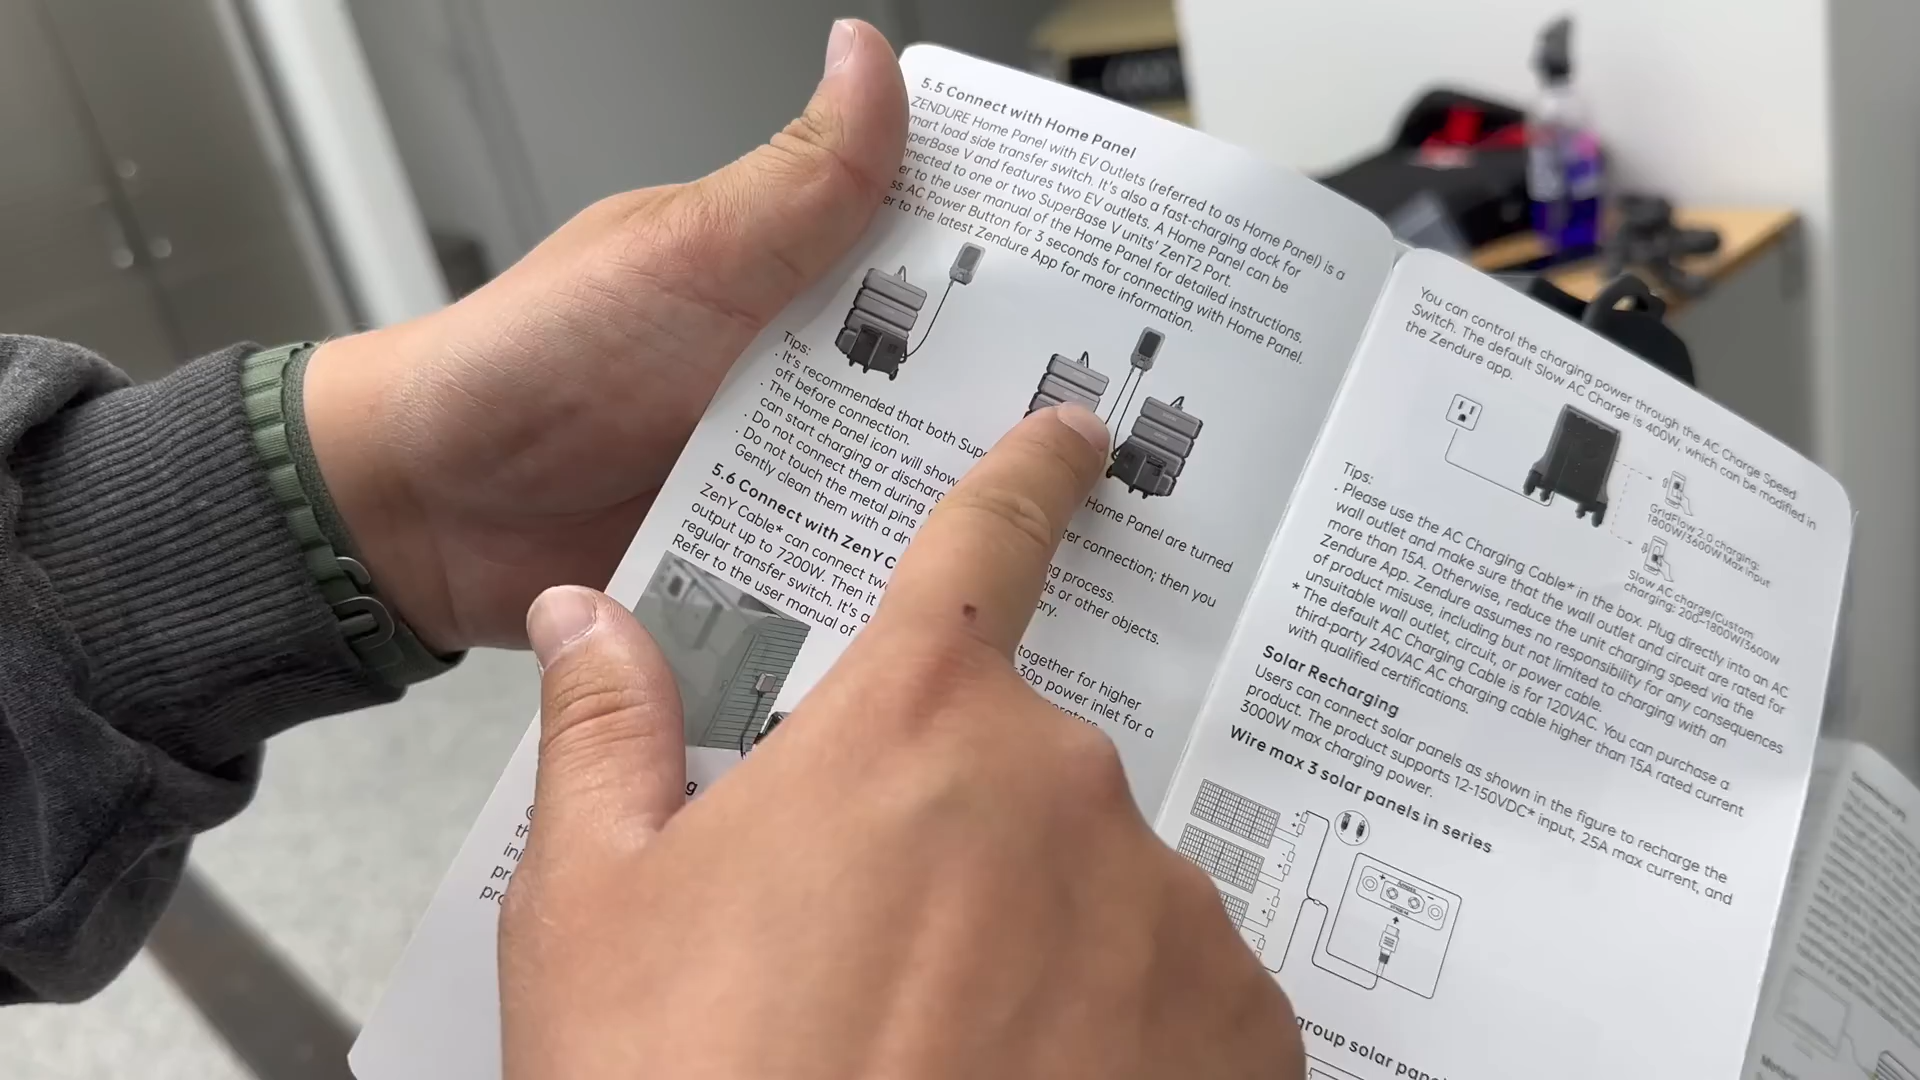 5.5 Connect with Home Panel
ZENDURE Home Panel with EV Outlets (referred to as Home Panel) is a
mart load side transfer switch. It's also a fast-charging dock for
perBase V and features two EV outlets. A Home Panel can be
nnected to one or two SuperBase V units' ZenT2 Port.
er to the user manual of the Home Panel for detailed instructions.
ss AC Power Button for 3 seconds for connecting with Home Panel.
er to the latest Zendure App for more information.
Tips:
· It's recommended that both Sup Home Panel are turned
off before connection.
· The Home Panel icon will show ter connection; then you
can start charging or discharg
· Do not connect them during ng process.
· Do not touch the metal pins ds or other objects.
Gently clean them with a dr ary.
5.6 Connect with ZenY C
ZenY Cable* can connect tw together for higher
output up to 720W. Then it -30p power inlet for a
regular transfer switch. It's a
Refer to the user manual of
g
ini
pr
pro
You can control the charging power through the AC Charge Speed
Switch. The default Slow AC Charge is 400W, which can be modified in
the Zendure app.
GridFlow 2.0 charging:
1800W/3600W Max input
Slow AC charge/Custom
charging: 200-1800W/3600W
Tips:
· Please use the AC Charging Cable* in the box. Plug directly into an AC
wall outlet and make sure that the wall outlet and circuit are rated for
more than 15A. Otherwise, reduce the unit charging speed via the
Zendure App. Zendure assumes no responsibility for any consequences
of product misuse, including but not limited to charging with an
unsuitable wall outlet, circuit, or power cable.
* The default AC Charging Cable is for 120VAC. You can purchase a
third-party 240VAC AC charging cable higher than 15A rated current
with qualified certifications.
Solar Recharging
Users can connect solar panels as shown in the figure to recharge the
product. The product supports 12-150VDC* input, 25A max current, and
3000W max charging power.
Wire max 3 solar panels in series
group solar pane